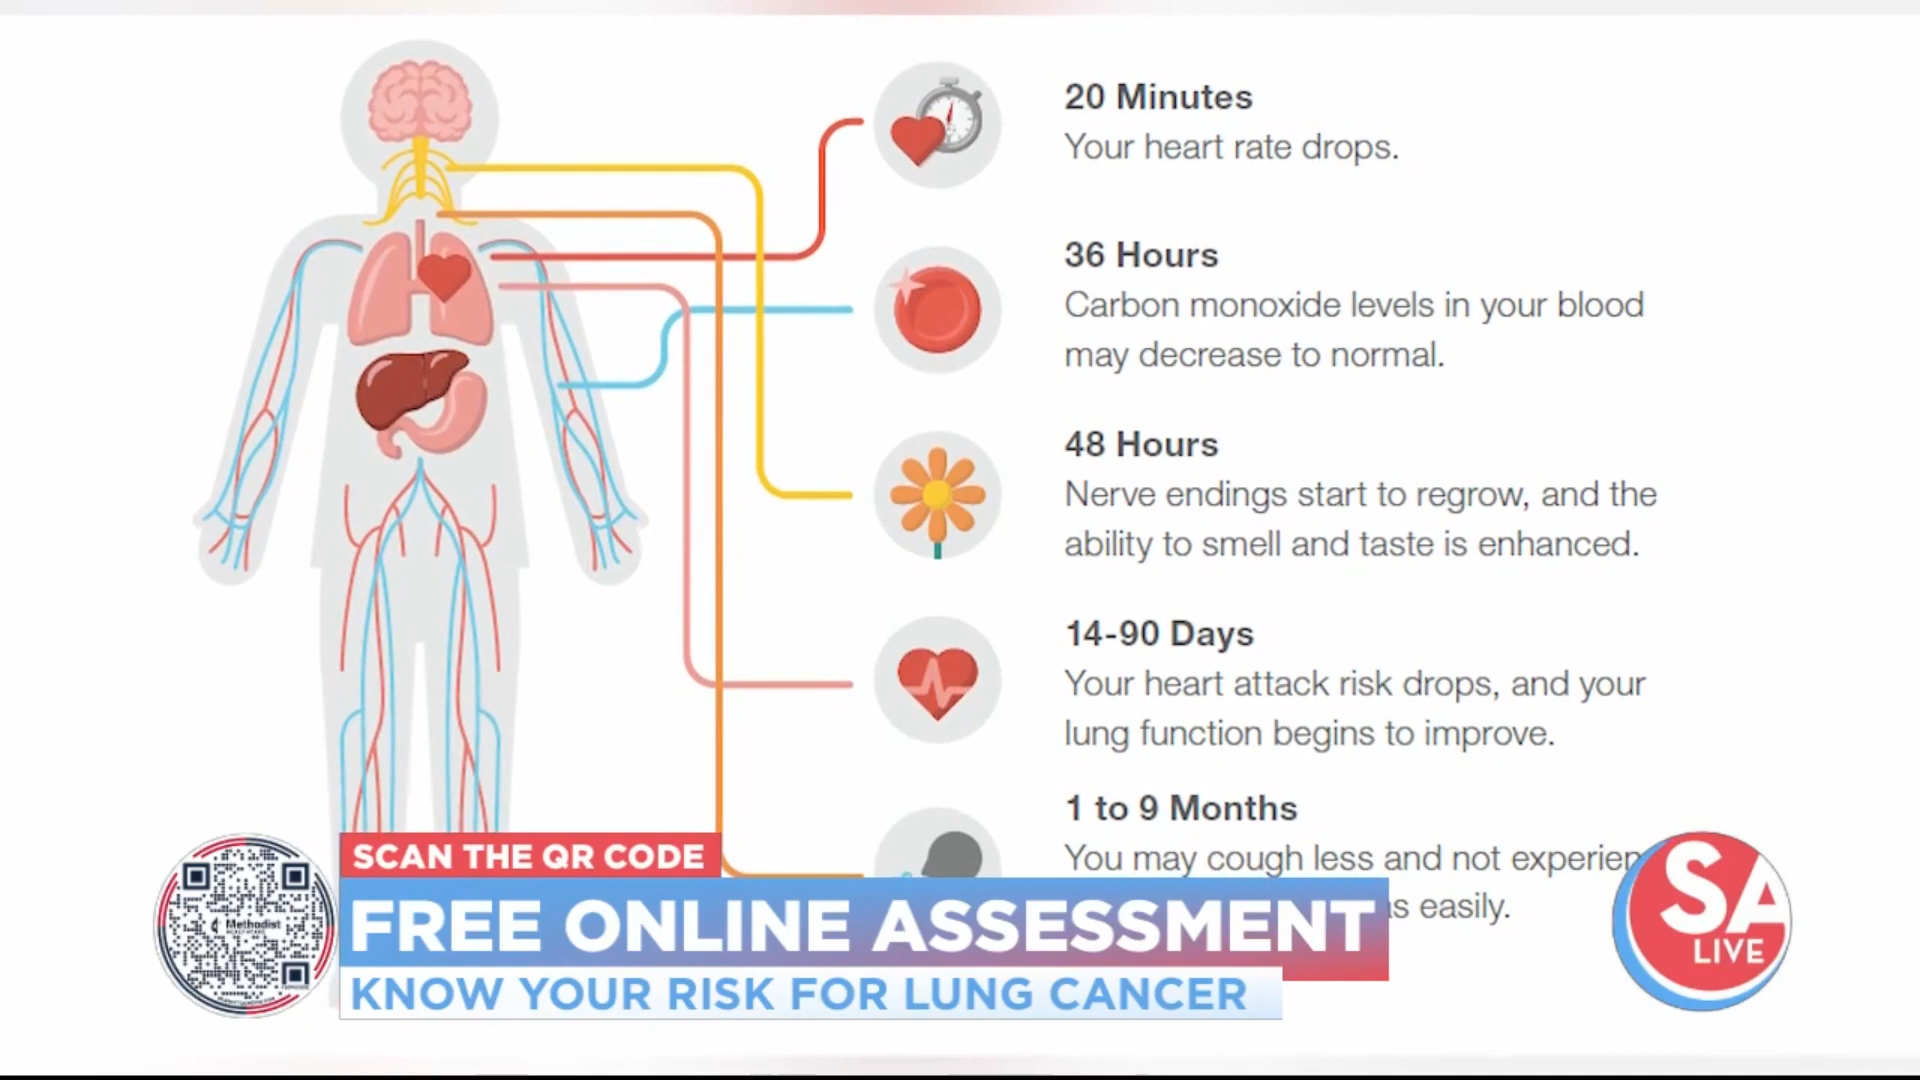 20 Minutes
Your heart rate drops.
36 Hours
Carbon monoxide levels in your blood
may decrease to normal.
48 Hours
Nerve endings start to regrow, and the
ability to smell and taste is enhanced.
14-90 Days
Your heart attack risk drops, and your
lung function begins to improve.
1 to 9 Months
You may cough less and not
as easily.
SCAN THE QR CODE
FREE ONLINE ASSESSMENT
KNOW YOUR RISK FOR LUNG CANCER
Methodist
SA
LIVE